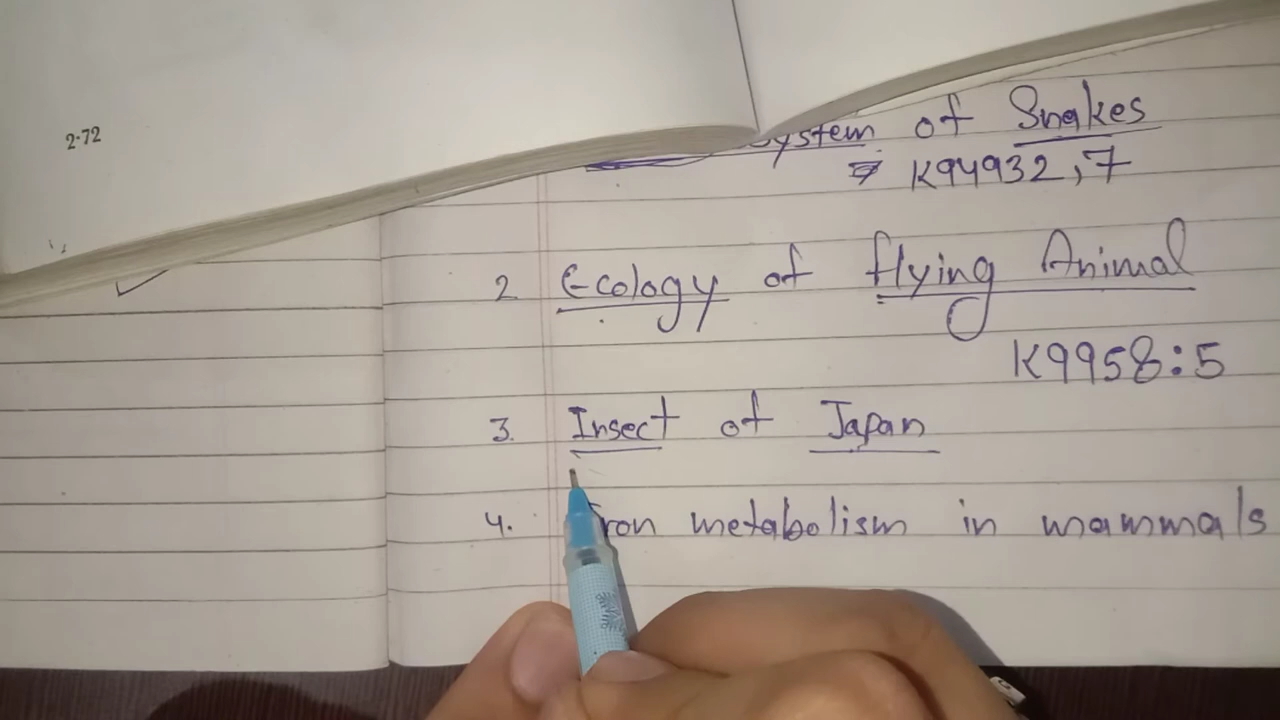 2.72
System of Snakes
⇒ K94932,7
2 Ecology of flying Animal
K9958:5
3. Insect of Japan
4. Iron metabolism in mammals